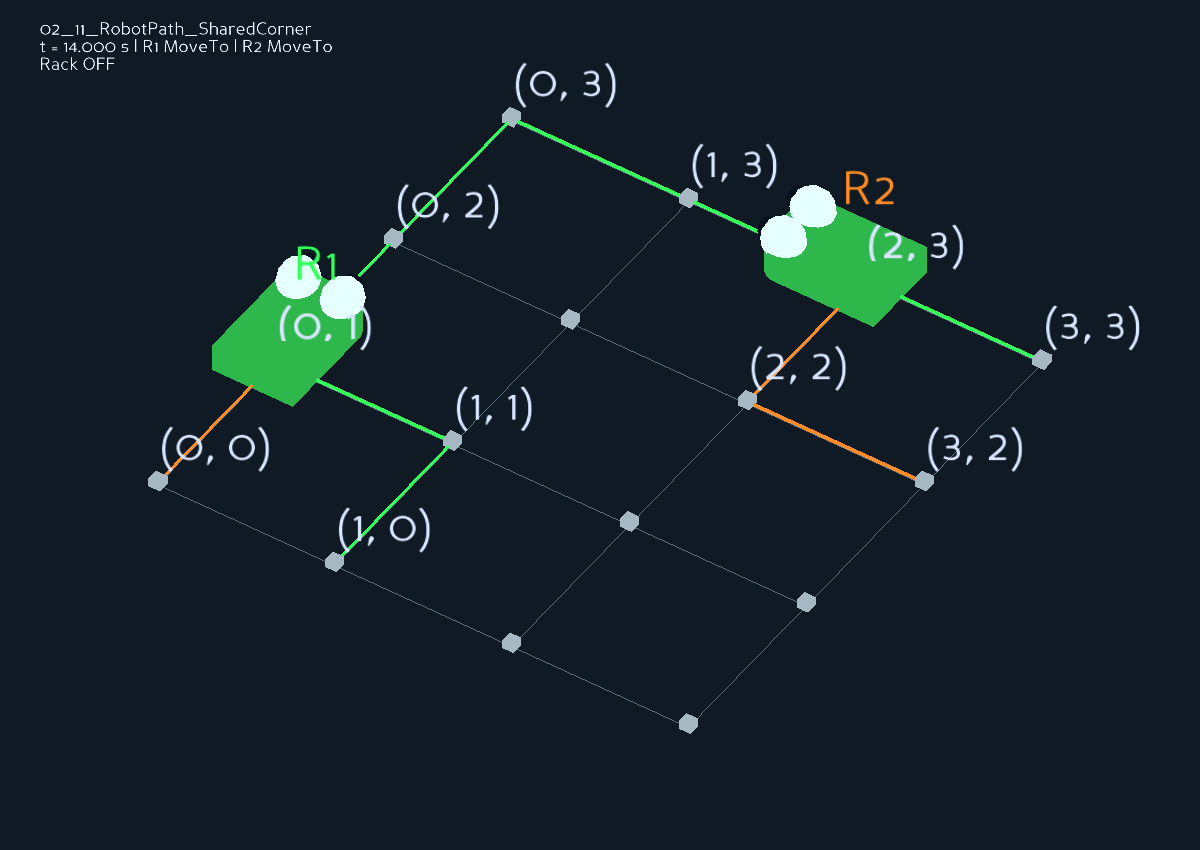 02_11_RobotPath_SharedCorner
t = 14.000 s | R1 MoveTo | R2 MoveTo
Rack OFF
(0, 3)
(1, 3)
R2
(0, 2)
(2, 3)
R1
(0, 1)
(3, 3)
(2, 2)
(1, 1)
(0, 0)
(3, 2)
(1, 0)